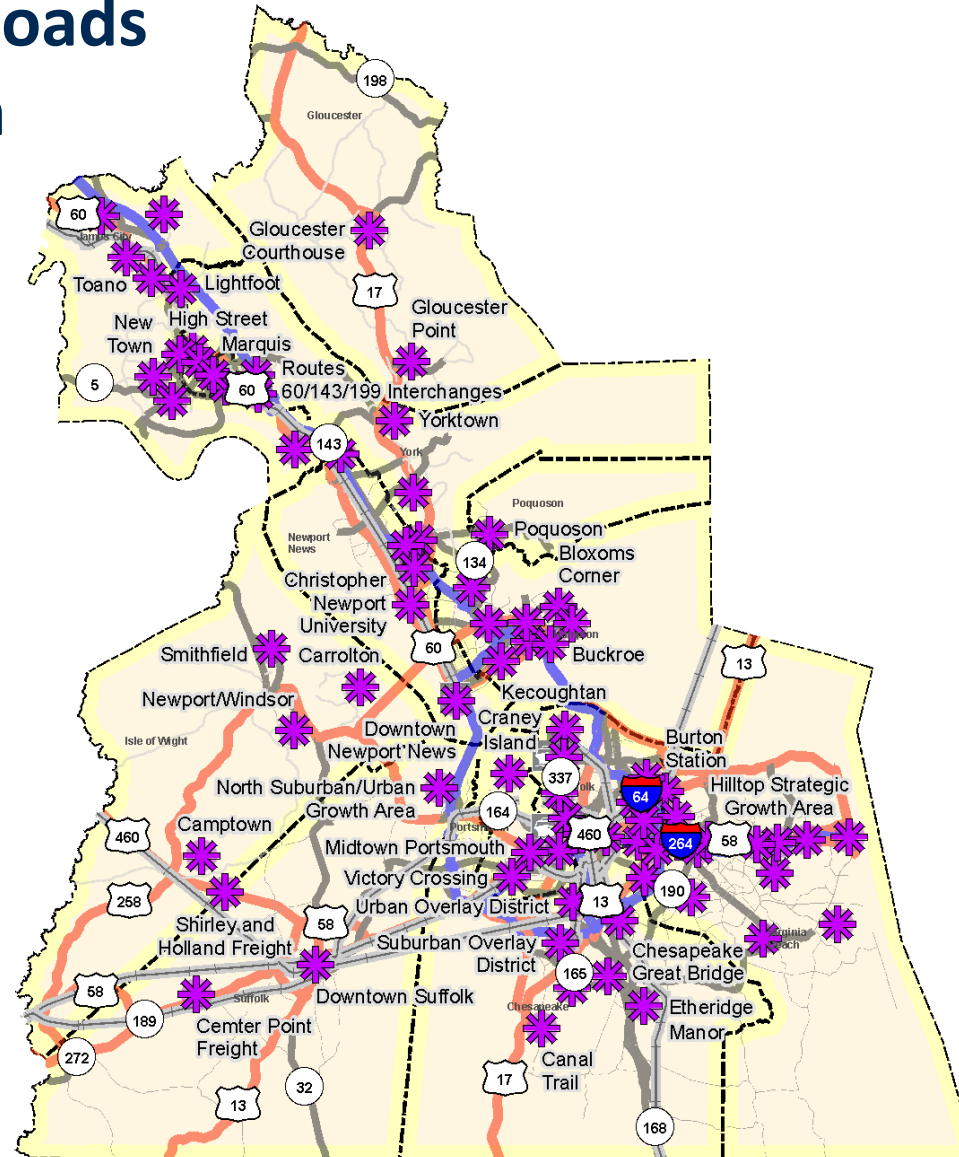 oads
198
Gloucester
60
James City
Gloucester
Courthouse
Toano
Lightfoot
17
Gloucester
Point
High Street
New
Town
Marquis
Routes
60/143/199 Interchanges
5
60
Yorktown
143
York
Poquoson
Poquoson
Newport
News
134
Bloxoms
Corner
Christopher
Newport
University
60
Buckroe
Smithfield
Carrolton
13
Newport/Windsor
Kecoughtan
Isle of Wight
Downtown
Newport News
Craney
Island
Burton
Station
337
64
North Suburban/Urban
Growth Area
Hilltop Strategic
Growth Area
164
460
Camptown
460
264
58
Midtown Portsmouth
Victory Crossing
190
258
Urban Overlay District
13
58
Shirley and
Holland Freight
Suburban Overlay
District
Chesapeake
Great Bridge
165
58
Suffolk
Downtown Suffolk
Chesapeake
Etheridge
Manor
189
Cemter Point
Freight
272
Canal
Trail
17
32
13
168